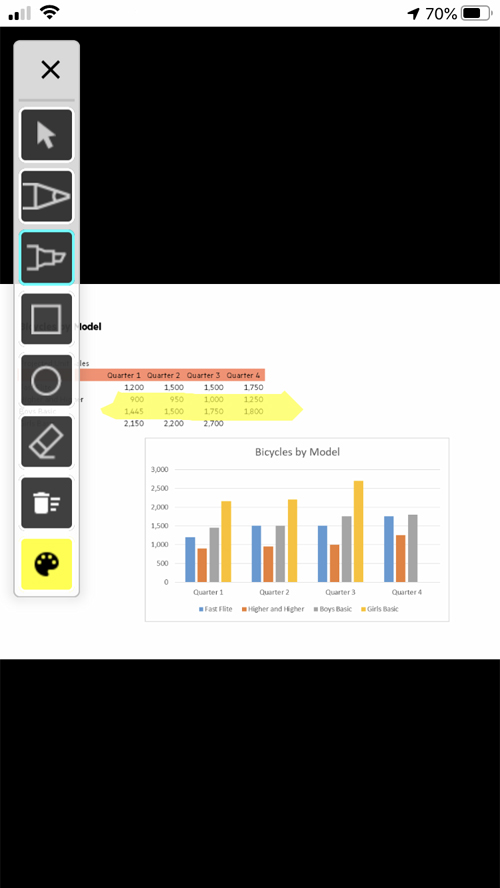 70%
Model
les
Quarter 1 Quarter 2 Quarter 3 Quarter 4
1,200 1,500 1,500 1,750
er 900 950 1,000 1,250
1,445 1,500 1,750 1,800
2,150 2,200 2,700
Bicycles by Model
3,000
2,500
2,000
1,500
1,000
500
0
Quarter 1 Quarter 2 Quarter 3 Quarter 4
Fast Flite Higher and Higher Boys Basic Girls Basic